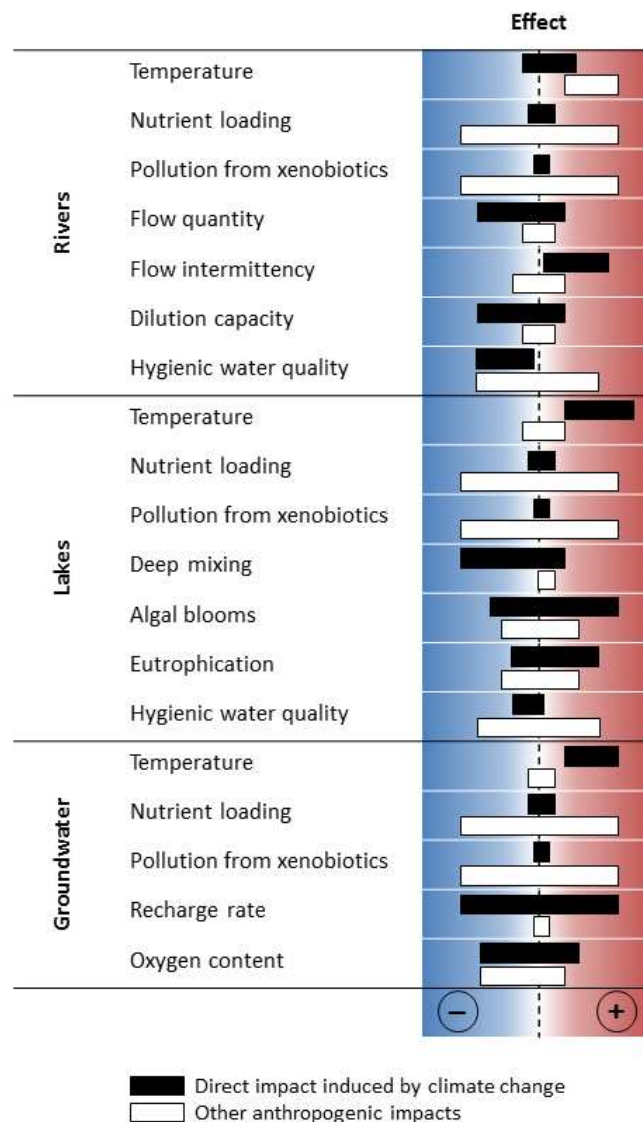 Effect
Rivers
Temperature
Nutrient loading
Pollution from xenobiotics
Flow quantity
Flow intermittency
Dilution capacity
Hygienic water quality
Lakes
Temperature
Nutrient loading
Pollution from xenobiotics
Deep mixing
Algal blooms
Eutrophication
Hygienic water quality
Groundwater
Temperature
Nutrient loading
Pollution from xenobiotics
Recharge rate
Oxygen content
− +
Direct impact induced by climate change
Other anthropogenic impacts